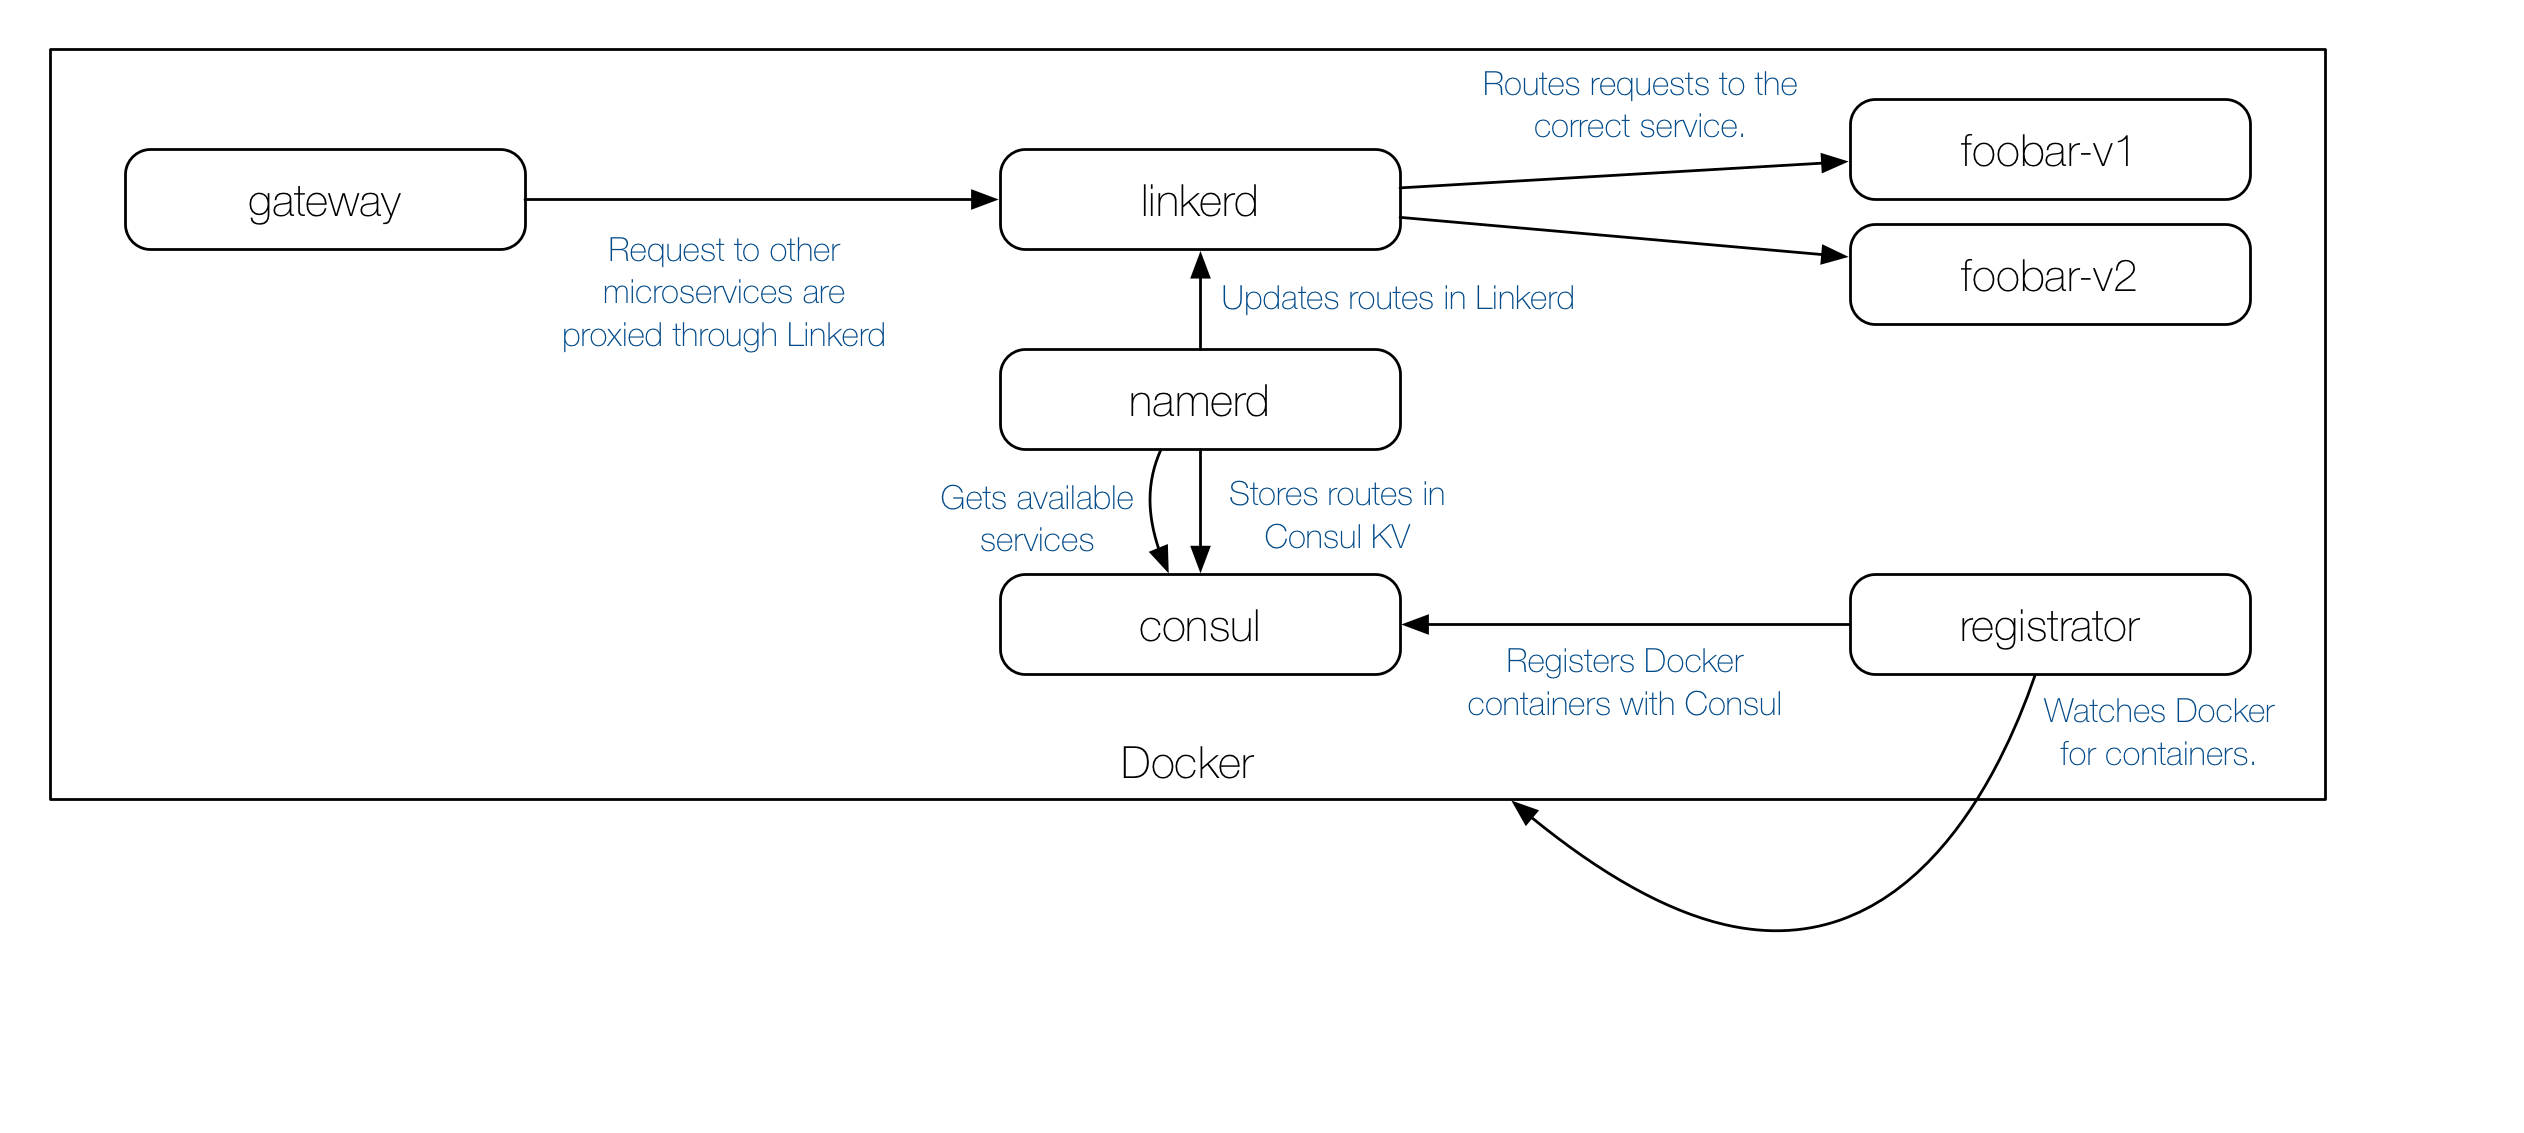 Routes requests to the
correct service.
foobar-v1
gateway
linkerd
foobar-v2
Request to other
microservices are
proxied through Linkerd
Updates routes in Linkerd
namerd
Gets available
services
Stores routes in
Consul KV
consul
registrator
Registers Docker
containers with Consul
Watches Docker
for containers.
Docker